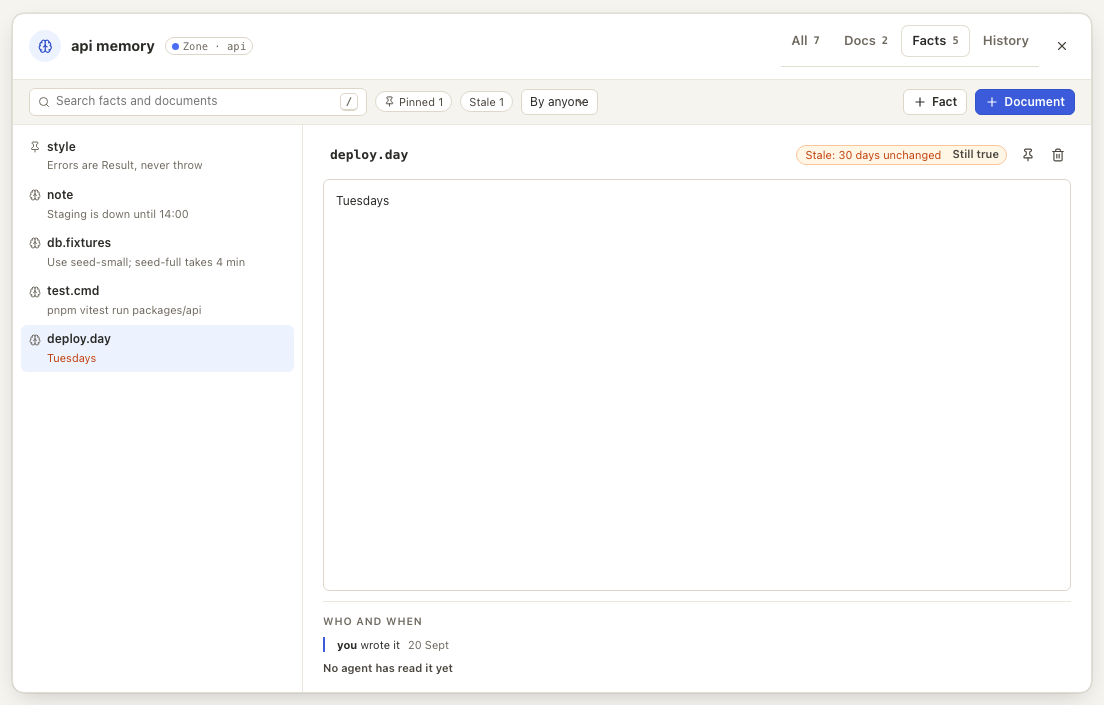 api memory
Zone · api
All 7
Docs 2
Facts 5
History
Search facts and documents
/
Pinned 1
Stale 1
By anyone
+ Fact
+ Document
style
Errors are Result, never throw
note
Staging is down until 14:00
db.fixtures
Use seed-small; seed-full takes 4 min
test.cmd
pnpm vitest run packages/api
deploy.day
Tuesdays
deploy.day
Stale: 30 days unchanged Still true
Tuesdays
WHO AND WHEN
you wrote it 20 Sept
No agent has read it yet